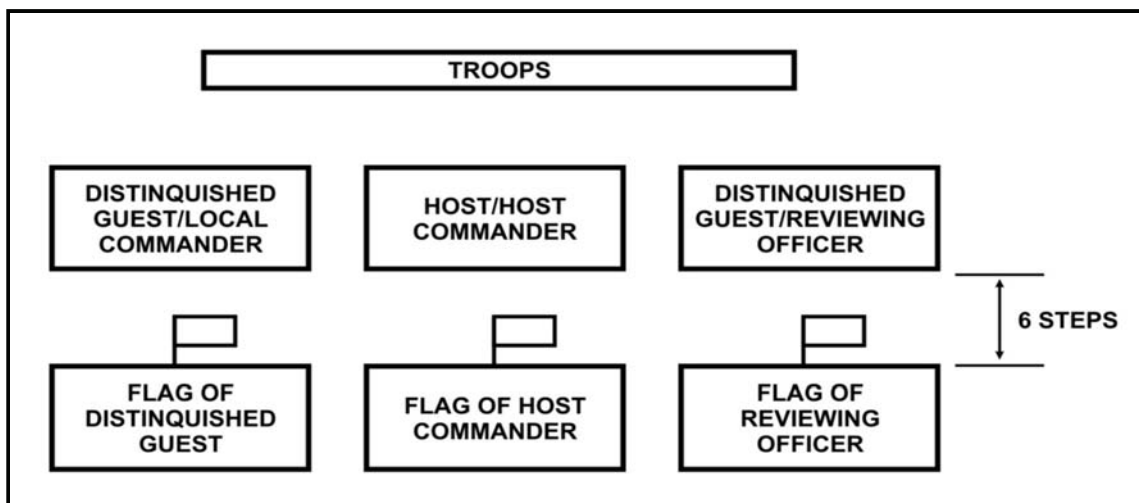 TROOPS
DISTINQUISHED
GUEST/LOCAL
COMMANDER
HOST/HOST
COMMANDER
DISTINQUISHED
GUEST/REVIEWING
OFFICER
6 STEPS
FLAG OF
DISTINQUISHED
GUEST
FLAG OF HOST
COMMANDER
FLAG OF
REVIEWING
OFFICER